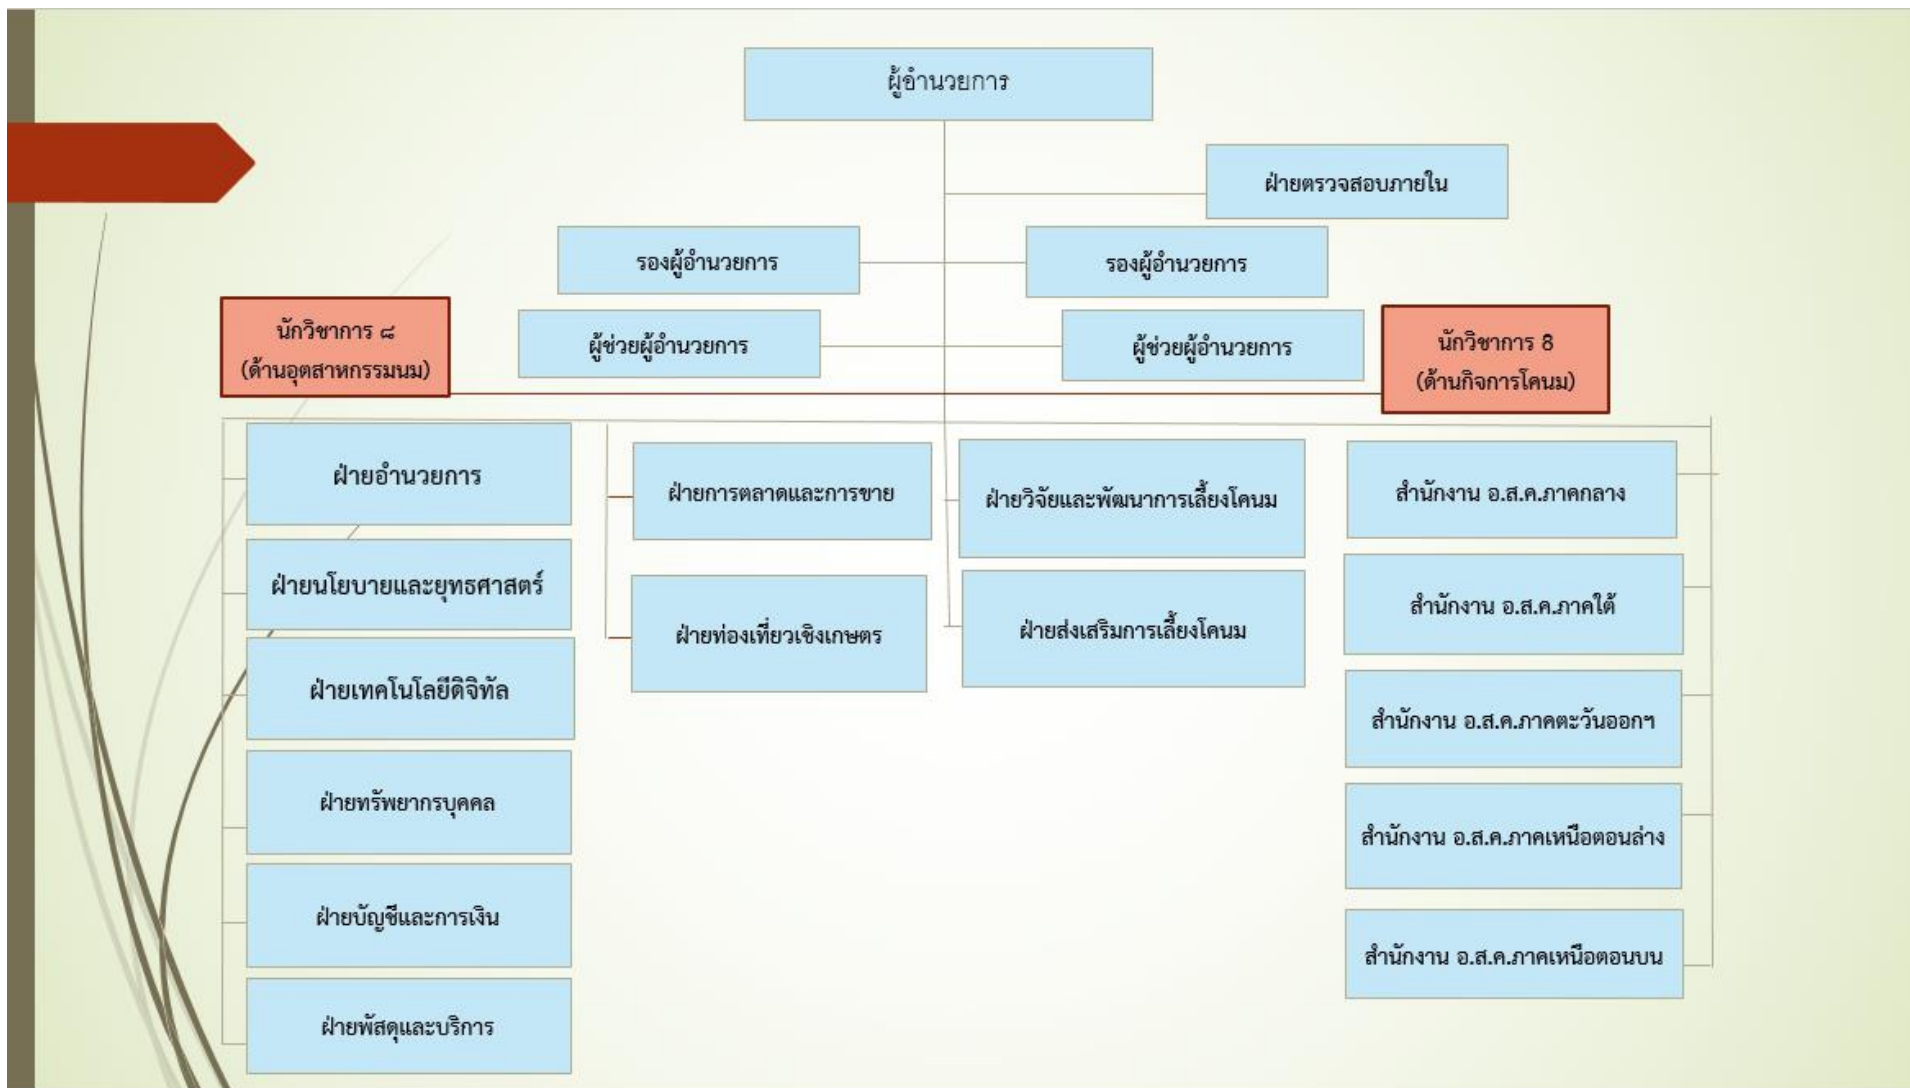 ผู้อำนวยการ
ฝ่ายตรวจสอบภายใน
รองผู้อำนวยการ
รองผู้อำนวยการ
นักวิชาการ ๘
(ด้านอุตสาหกรรมนม)
ผู้ช่วยผู้อำนวยการ
ผู้ช่วยผู้อำนวยการ
นักวิชาการ 8
(ด้านกิจการโคนม)
ฝ่ายอำนวยการ
ฝ่ายนโยบายและยุทธศาสตร์
ฝ่ายเทคโนโลยีดิจิทัล
ฝ่ายทรัพยากรบุคคล
ฝ่ายบัญชีและการเงิน
ฝ่ายพัสดุและบริการ
ฝ่ายการตลาดและการขาย
ฝ่ายท่องเที่ยวเชิงเกษตร
ฝ่ายวิจัยและพัฒนาการเลี้ยงโคนม
ฝ่ายส่งเสริมการเลี้ยงโคนม
สำนักงาน อ.ส.ค.ภาคกลาง
สำนักงาน อ.ส.ค.ภาคใต้
สำนักงาน อ.ส.ค.ภาคตะวันออกฯ
สำนักงาน อ.ส.ค.ภาคเหนือตอนล่าง
สำนักงาน อ.ส.ค.ภาคเหนือตอนบน